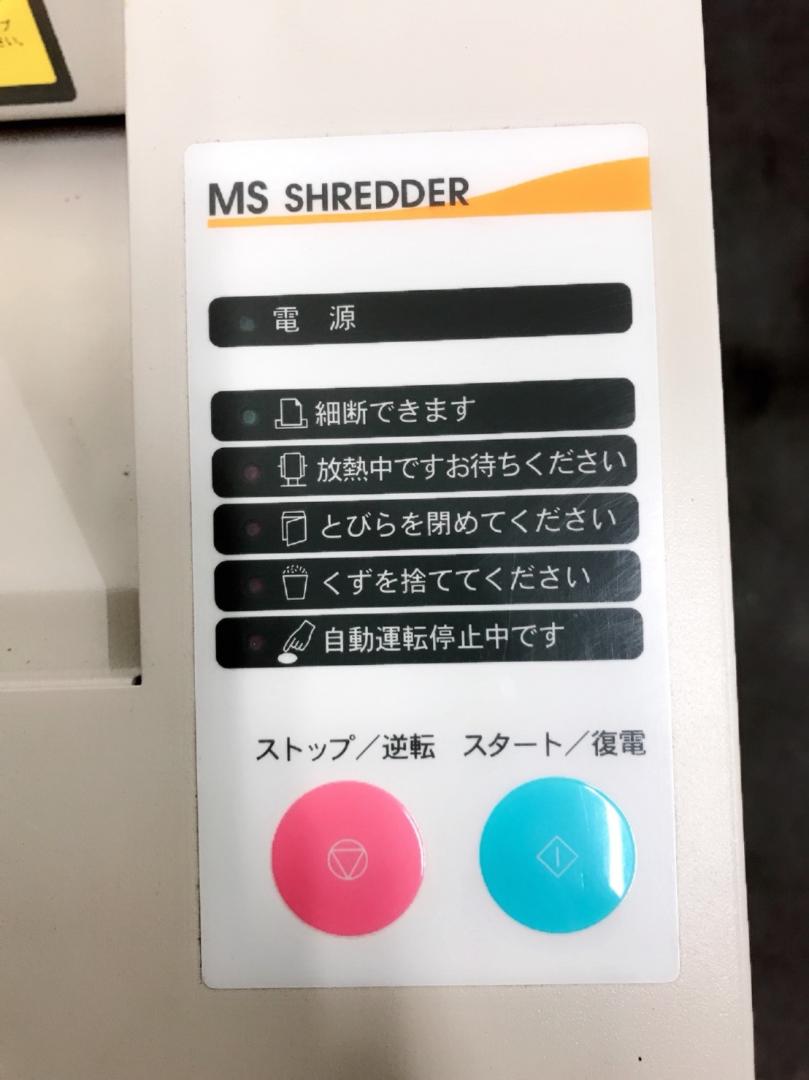 MS SHREDDER
電 源
細断できます
放熱中ですお待ちください
とびらを閉めてください
くずを捨ててください
自動運転停止中です
ストップ／逆転
スタート／復電